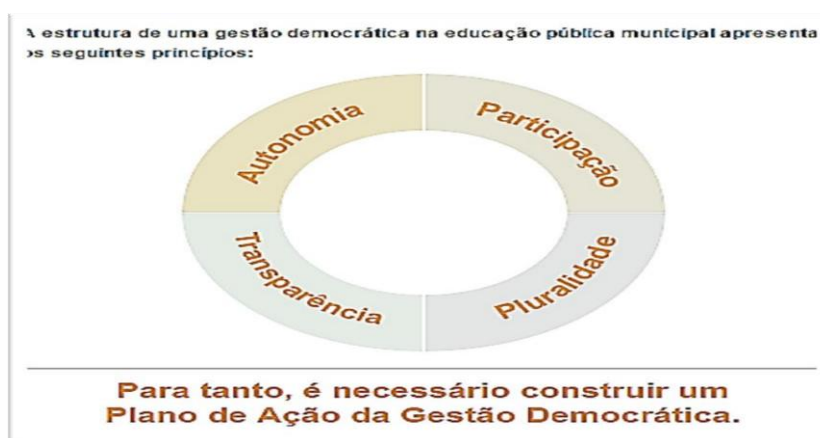 A estrutura de uma gestão democrática na educação pública municipal apresenta
os seguintes princípios:
Autonomia
Participação
Transparência
Pluralidade
Para tanto, é necessário construir um
Plano de Ação da Gestão Democrática.